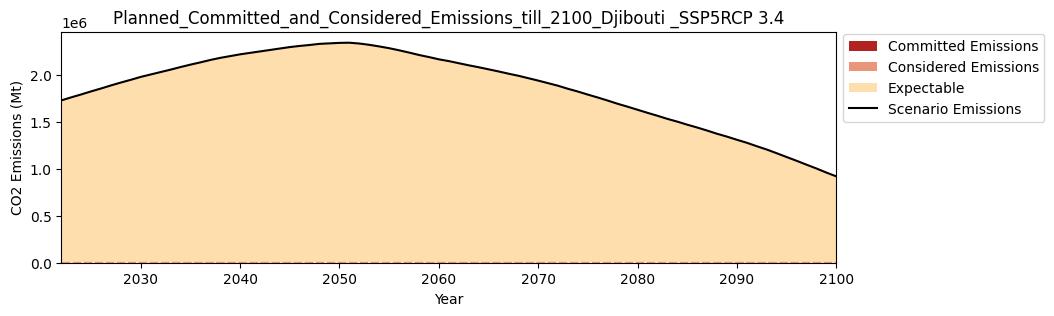 Planned_Committed_and_Considered_Emissions_till_2100_Djibouti _SSP5RCP 3.4
1e6
2.0
1.5
1.0
0.5
0.0
CO2 Emissions (Mt)
2030 2040 2050 2060 2070 2080 2090 2100
Year
Committed Emissions
Considered Emissions
Expectable
Scenario Emissions